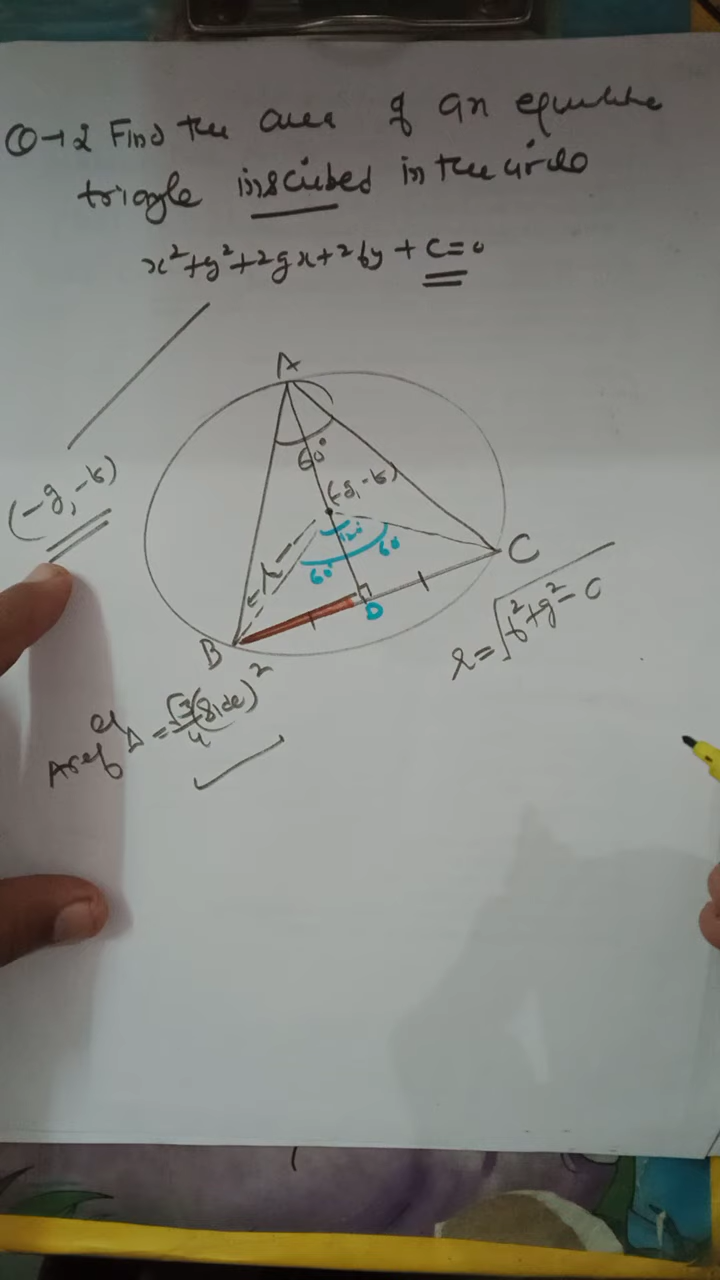 Q→2 Find the area of an equilate
triangle inscribed in the circle
x²+y²+2gx+2fy+c=0
A
60°
(-g,-f)
(-g,-f)
120°
60°
60
r
C
D
B
r=√f²+g²-c
Area of Δ=√3/4(Side)²